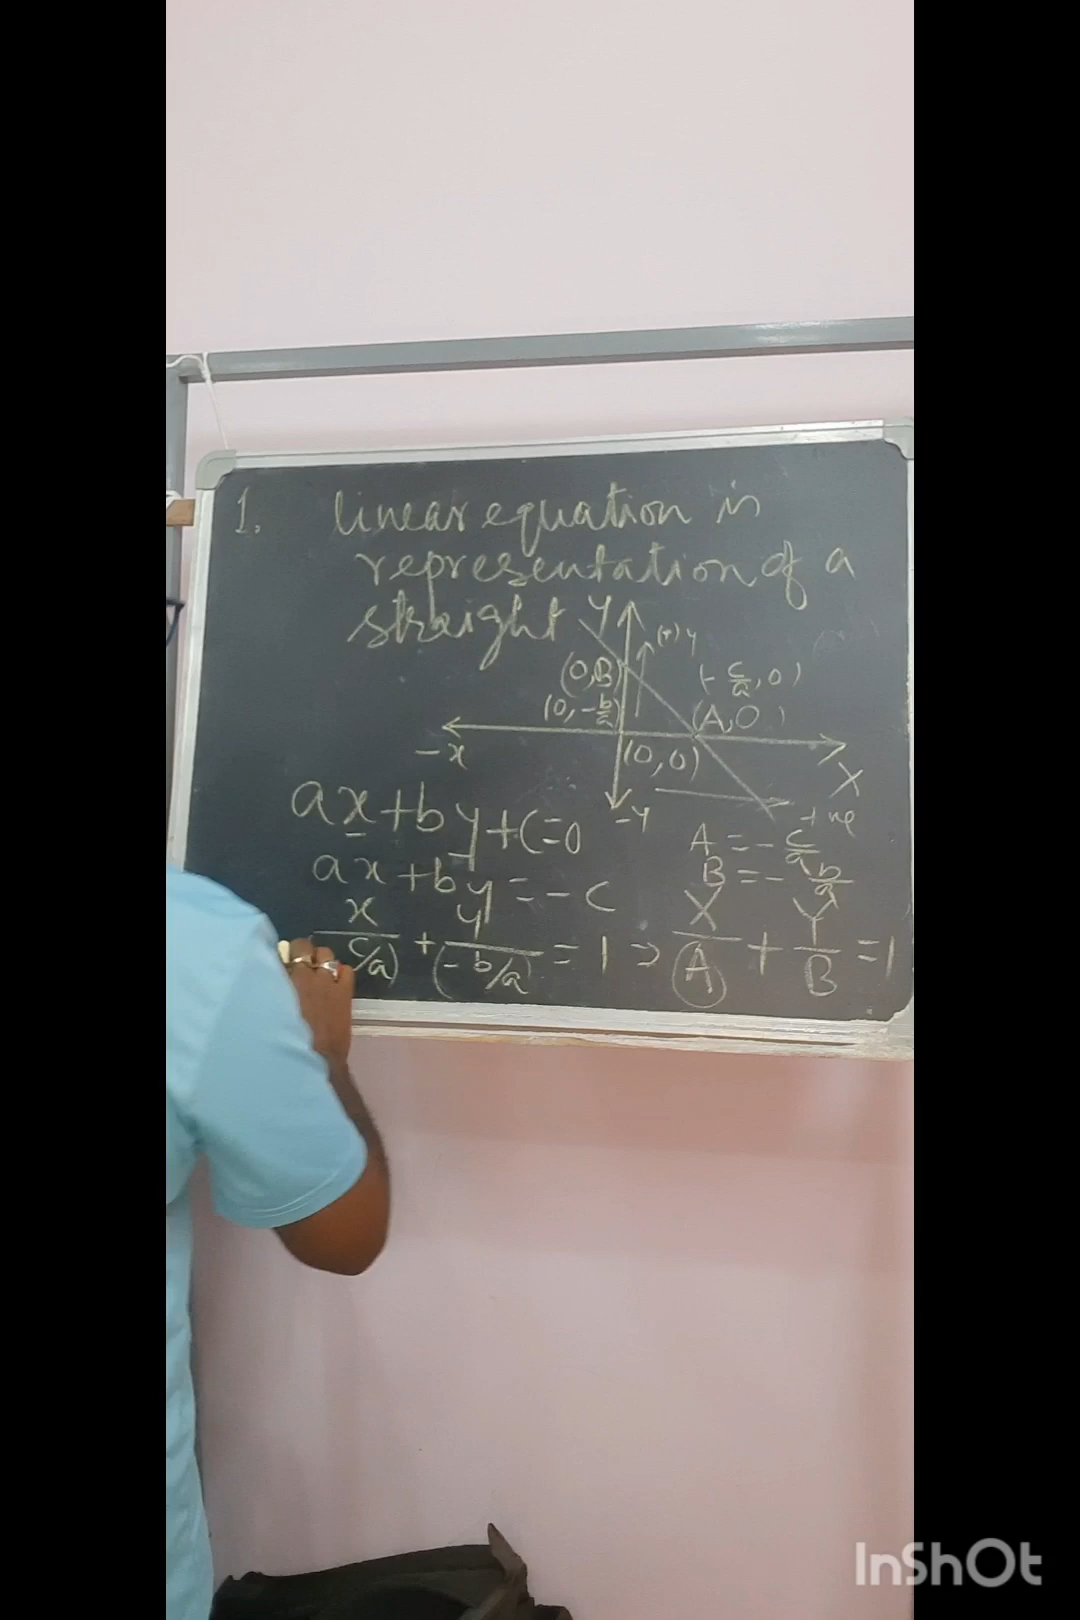 1. linear equation is
representation of a
straight
Y
(+) y
(0,B)
(-c/a, 0)
(0, -b/a)
(A,0)
-x
(0,0)
X
-y
+ve
ax+by+C=0
A = -c/a
ax+by=-c
B = -b/a
x/(c/a) + y/(-b/a) = 1 ⇒ X/A + Y/B = 1
InShOt